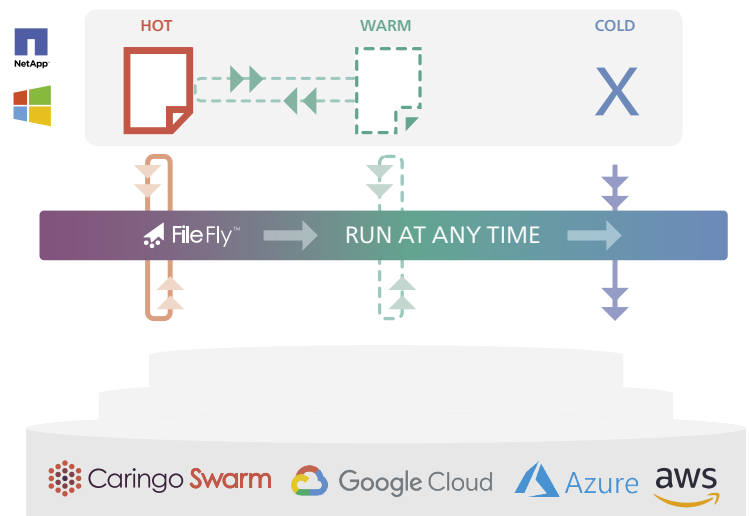 HOT
WARM
COLD
NetApp
X
FileFly™
RUN AT ANY TIME
Caringo Swarm
Google Cloud
Azure
aws